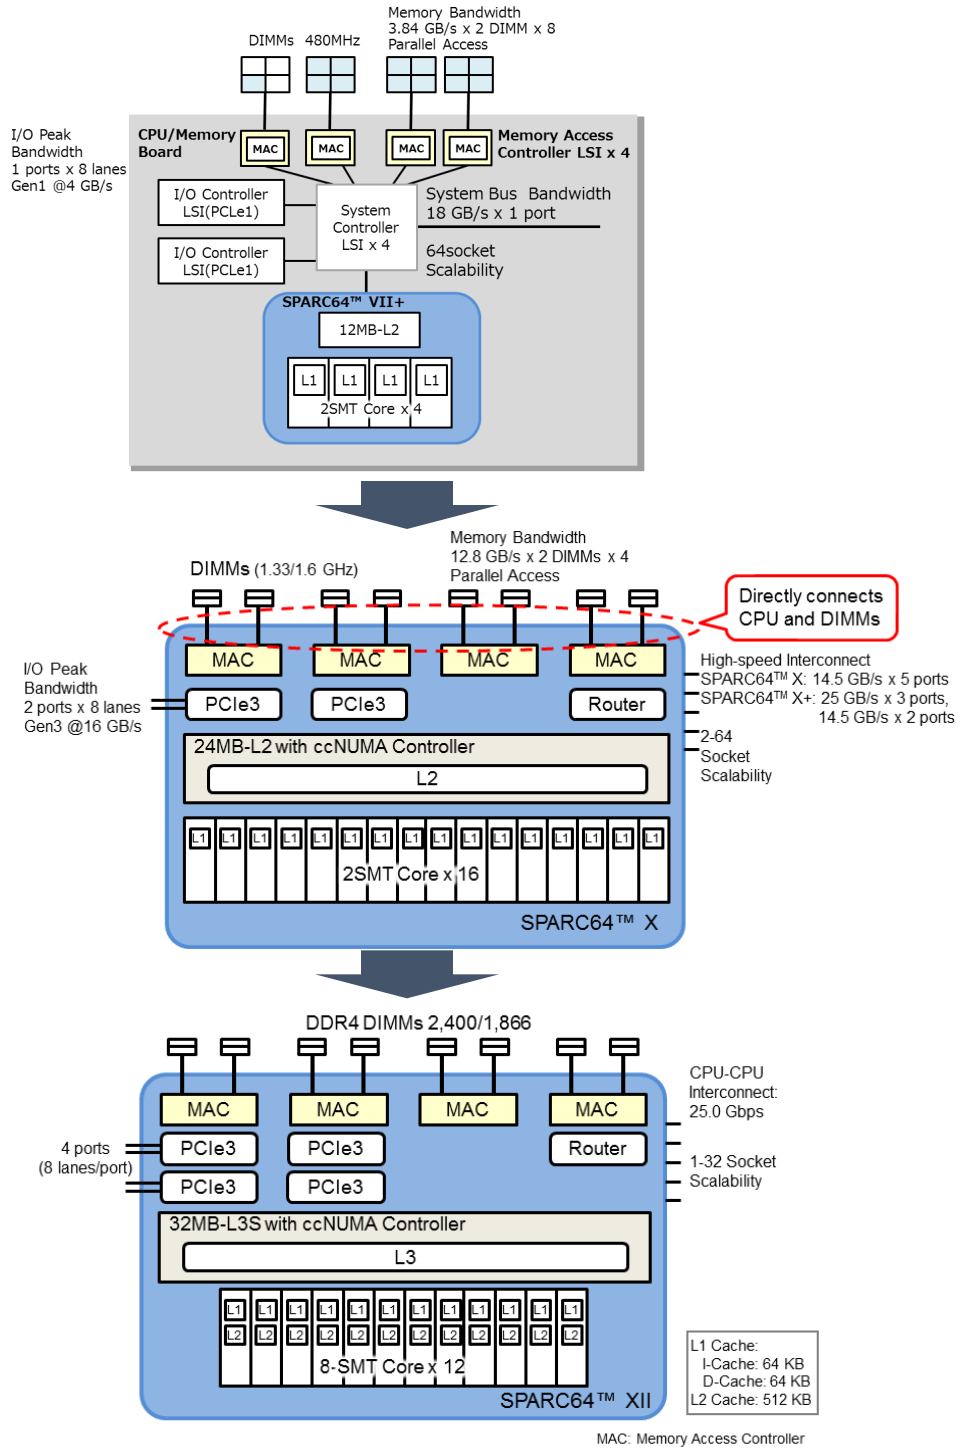 Memory Bandwidth
3.84 GB/s x 2 DIMM x 8
Parallel Access
DIMMs 480MHz
I/O Peak
Bandwidth
1 ports x 8 lanes
Gen1 @4 GB/s
CPU/Memory
Board
MAC
MAC
MAC
MAC
Memory Access
Controller LSI x 4
I/O Controller
LSI(PCLe1)
I/O Controller
LSI(PCLe1)
System
Controller
LSI x 4
System Bus Bandwidth
18 GB/s x 1 port
64socket
Scalability
SPARC64™ VII+
12MB-L2
L1
L1
L1
L1
2SMT Core x 4
Memory Bandwidth
12.8 GB/s x 2 DIMMs x 4
Parallel Access
DIMMs (1.33/1.6 GHz)
Directly connects
CPU and DIMMs
MAC
MAC
MAC
MAC
I/O Peak
Bandwidth
2 ports x 8 lanes
Gen3 @16 GB/s
PCIe3
PCIe3
Router
High-speed Interconnect
SPARC64™ X: 14.5 GB/s x 5 ports
SPARC64™ X+: 25 GB/s x 3 ports,
14.5 GB/s x 2 ports
2-64
Socket
Scalability
24MB-L2 with ccNUMA Controller
L2
L1 L1 L1 L1 L1 L1 L1 L1 L1 L1 L1 L1 L1 L1 L1 L1
2SMT Core x 16
SPARC64™ X
DDR4 DIMMs 2,400/1,866
MAC
MAC
MAC
MAC
CPU-CPU
Interconnect:
25.0 Gbps
4 ports
(8 lanes/port)
PCIe3
PCIe3
Router
PCIe3
PCIe3
1-32 Socket
Scalability
32MB-L3S with ccNUMA Controller
L3
L1 L1 L1 L1 L1 L1 L1 L1 L1 L1 L1 L1
L2 L2 L2 L2 L2 L2 L2 L2 L2 L2 L2 L2
8-SMT Core x 12
SPARC64™ XII
L1 Cache:
I-Cache: 64 KB
D-Cache: 64 KB
L2 Cache: 512 KB
MAC: Memory Access Controller